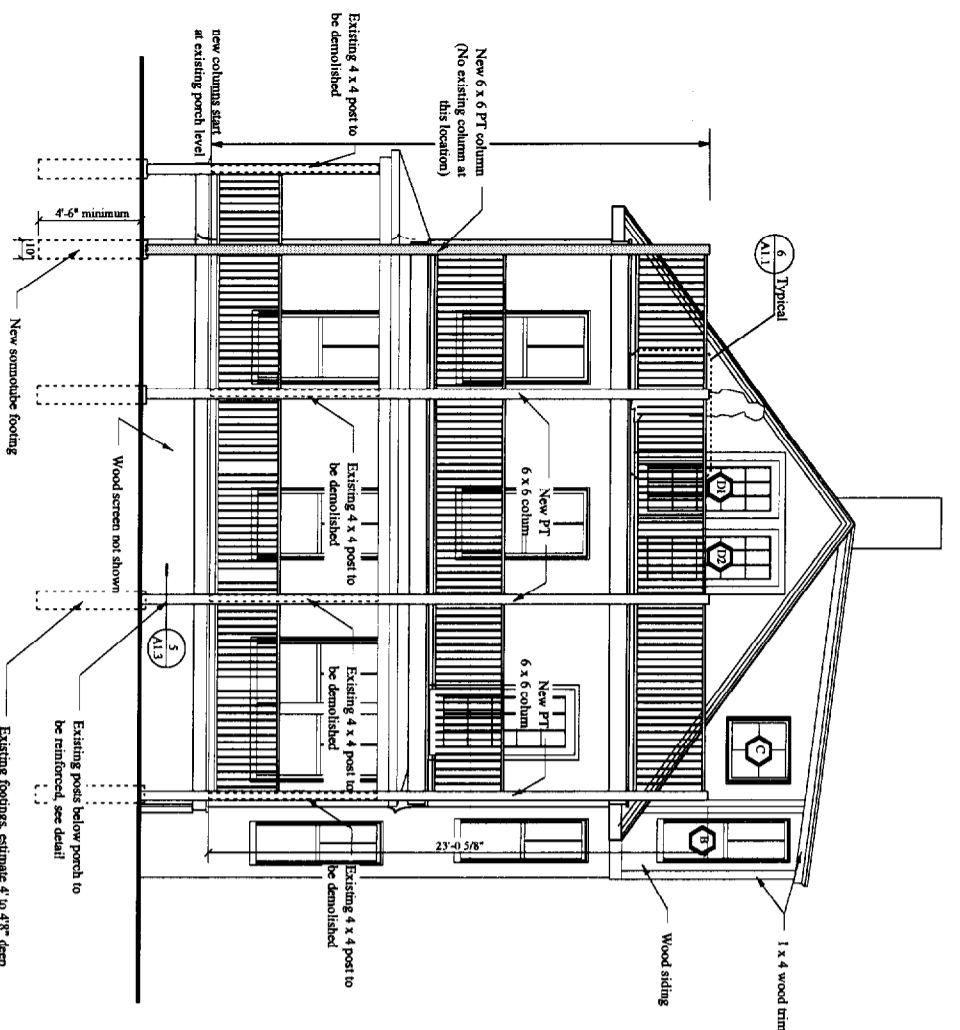 6
A1.1
Typical
New 6 x 6 PT column
(No existing column at
this location)
Existing 4 x 4 post to
be demolished
new columns start
at existing porch level
4'-6" minimum
10"
New sonnotube footing
Wood screen not shown
Existing 4 x 4 post to
be demolished
New PT
6 x 6 colum
D1
D2
5
A1.3
Existing 4 x 4 post to
be demolished
New PT
6 x 6 colum
C
B
23'-0 5/8"
Existing 4 x 4 post to
be demolished
Existing posts below porch to
be reinforced, see detail
Existing footings, estimate 4' to 4'8" deep
Wood siding
1 x 4 wood trim